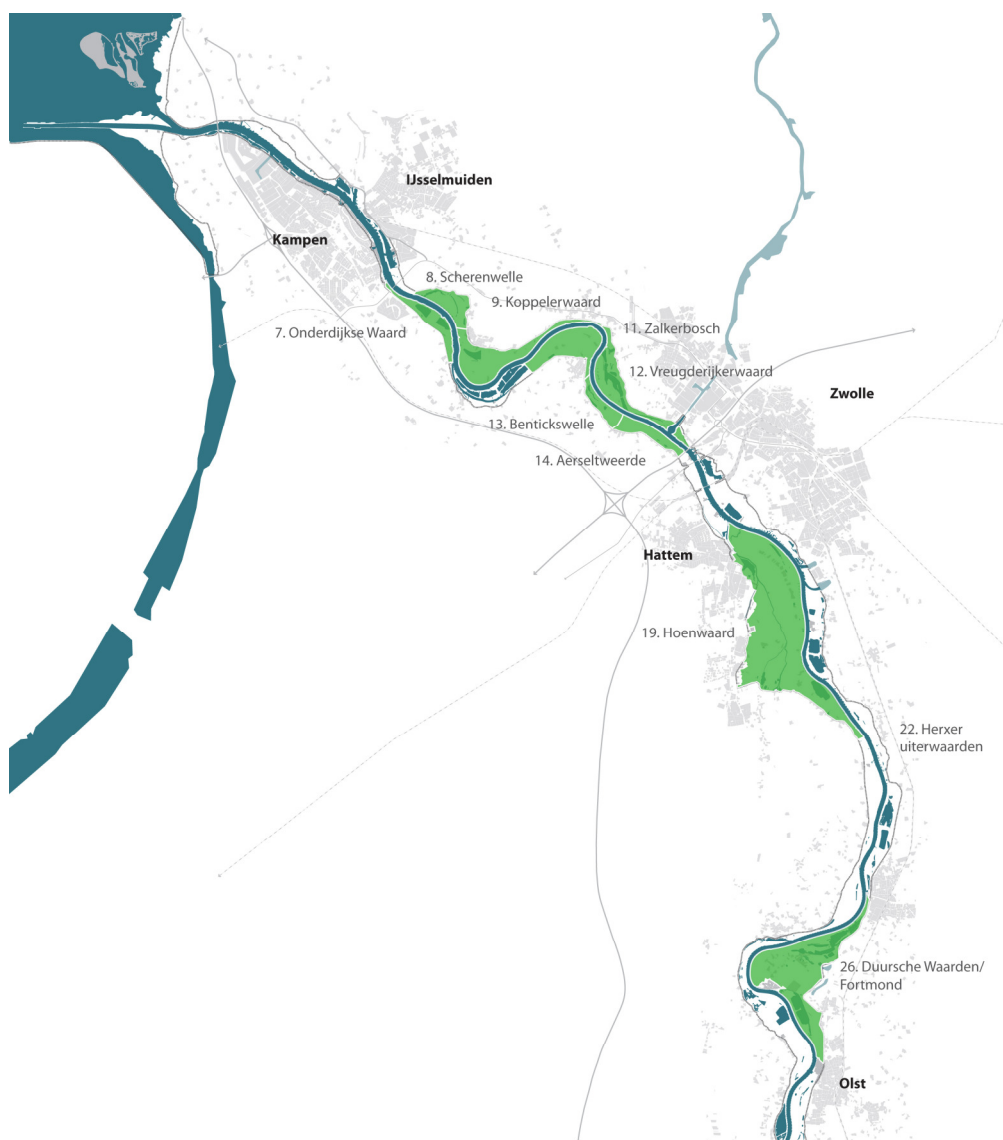 IJsselmuiden
Kampen
8. Scherenwelle
9. Koppelerwaard
7. Onderdijkse Waard
11. Zalkerbosch
12. Vreugderijkerwaard
Zwolle
13. Bentickswelle
14. Aerseltweerde
Hattem
19. Hoenwaard
22. Herxer
uiterwaarden
26. Duursche Waarden/
Fortmond
Olst